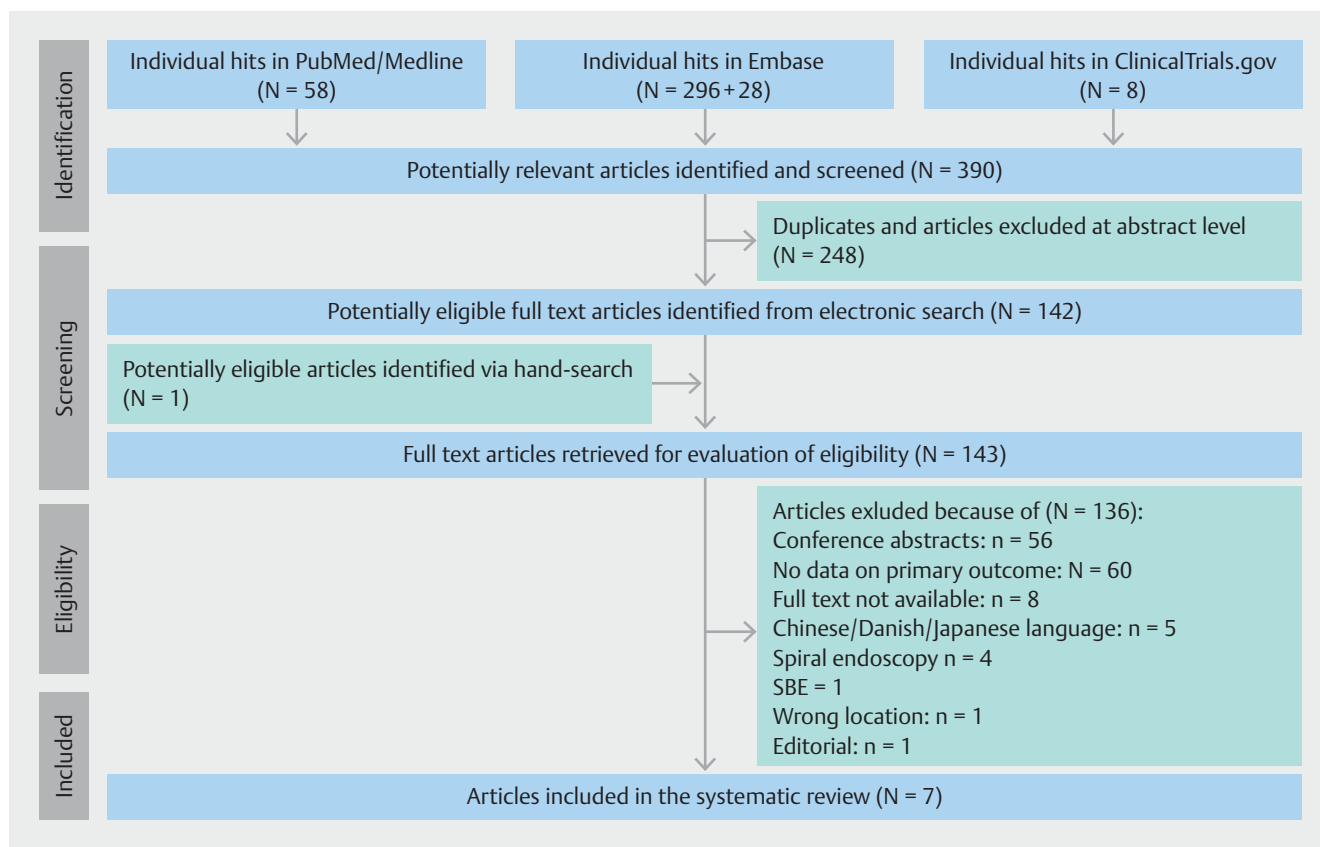 Identification
Individual hits in PubMed/Medline
(N = 58)
Individual hits in Embase
(N = 296+28)
Individual hits in ClinicalTrials.gov
(N = 8)
Potentially relevant articles identified and screened (N = 390)
Duplicates and articles excluded at abstract level
(N = 248)
Screening
Potentially eligible full text articles identified from electronic search (N = 142)
Potentially eligible articles identified via hand-search
(N = 1)
Full text articles retrieved for evaluation of eligibility (N = 143)
Eligibility
Articles exluded because of (N = 136):
Conference abstracts: n = 56
No data on primary outcome: N = 60
Full text not available: n = 8
Chinese/Danish/Japanese language: n = 5
Spiral endoscopy n = 4
SBE = 1
Wrong location: n = 1
Editorial: n = 1
Included
Articles included in the systematic review (N = 7)